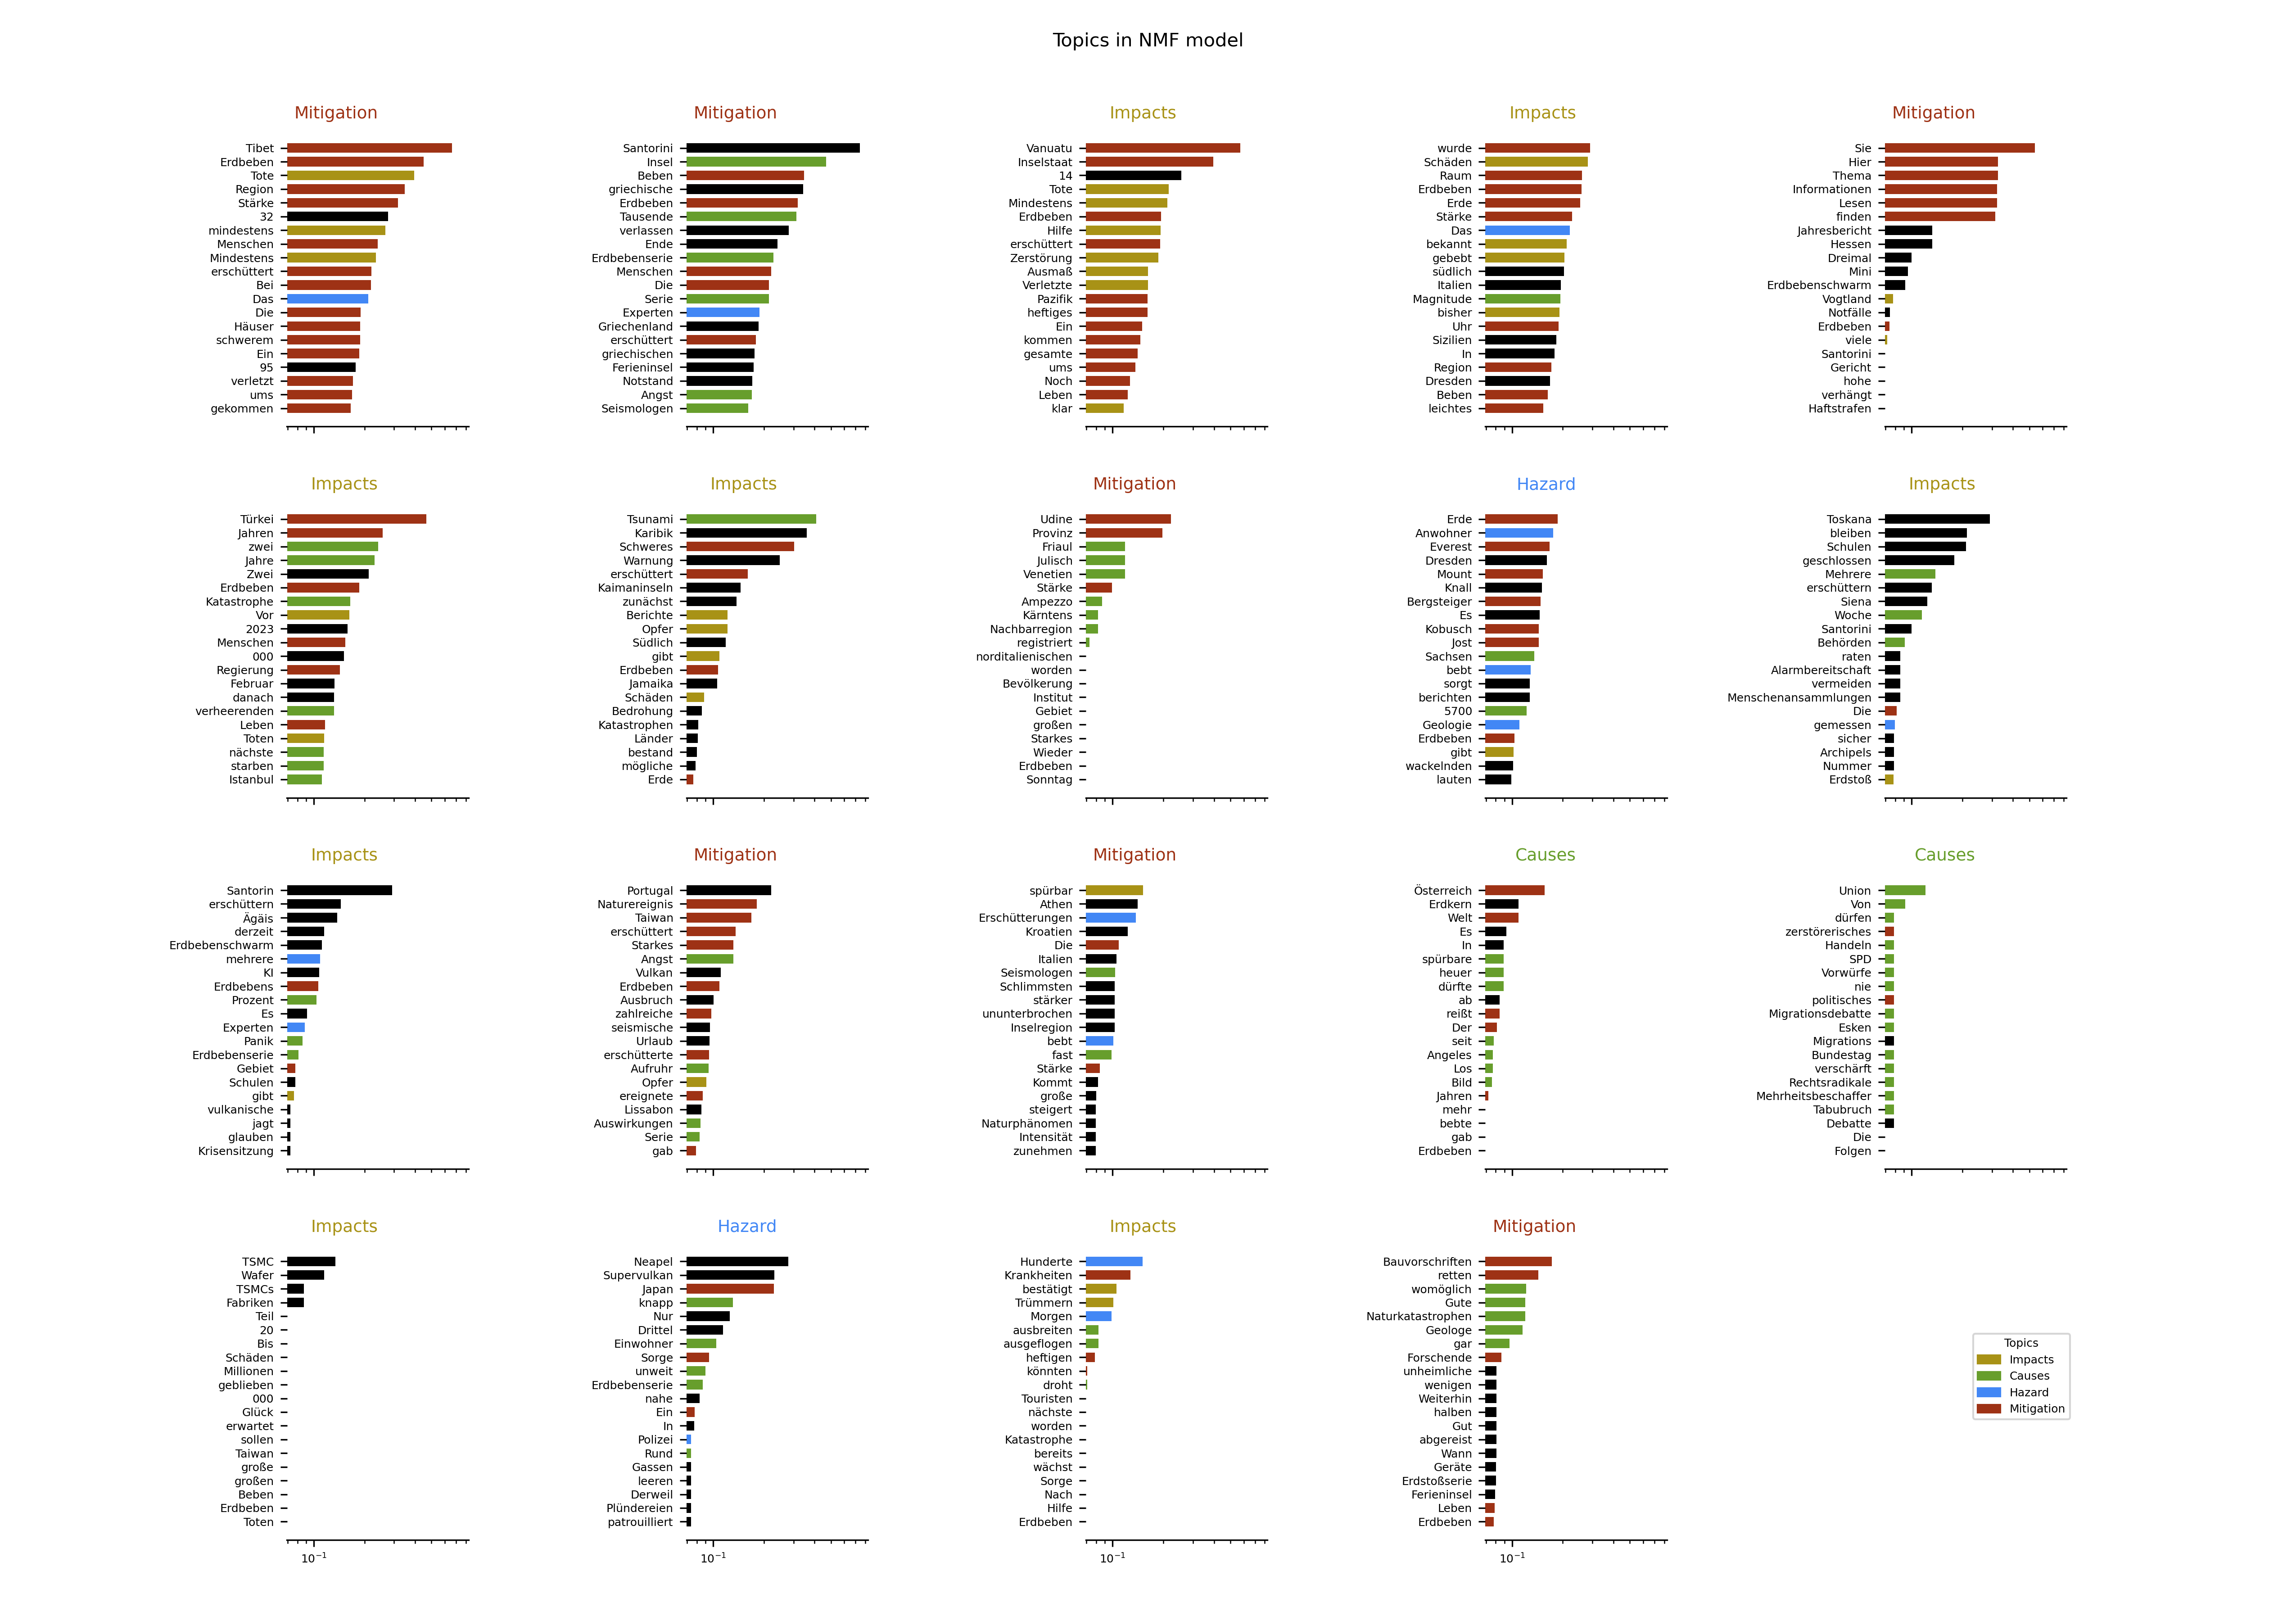 Topics in NMF model
Mitigation
Tibet
Erdbeben
Tote
Region
Stärke
32
mindestens
Menschen
Mindestens
erschüttert
Bei
Das
Die
Häuser
schwerem
Ein
95
verletzt
ums
gekommen
Mitigation
Santorini
Insel
Beben
griechische
Erdbeben
Tausende
verlassen
Ende
Erdbebenserie
Menschen
Die
Serie
Experten
Griechenland
erschüttert
griechischen
Ferieninsel
Notstand
Angst
Seismologen
Impacts
Vanuatu
Inselstaat
14
Tote
Mindestens
Erdbeben
Hilfe
erschüttert
Zerstörung
Ausmaß
Verletzte
Pazifik
heftiges
Ein
kommen
gesamte
ums
Noch
Leben
klar
Impacts
wurde
Schäden
Raum
Erdbeben
Erde
Stärke
Das
bekannt
gebebt
südlich
Italien
Magnitude
bisher
Uhr
Sizilien
In
Region
Dresden
Beben
leichtes
Mitigation
Sie
Hier
Thema
Informationen
Lesen
finden
Jahresbericht
Hessen
Dreimal
Mini
Erdbebenschwarm
Vogtland
Notfälle
Erdbeben
viele
Santorini
Gericht
hohe
verhängt
Haftstrafen
Impacts
Türkei
Jahren
zwei
Jahre
Zwei
Erdbeben
Katastrophe
Vor
2023
Menschen
000
Regierung
Februar
danach
verheerenden
Leben
Toten
nächste
starben
Istanbul
Impacts
Tsunami
Karibik
Schweres
Warnung
erschüttert
Kaimaninseln
zunächst
Berichte
Opfer
Südlich
gibt
Erdbeben
Jamaika
Schäden
Bedrohung
Katastrophen
Länder
bestand
mögliche
Erde
Mitigation
Udine
Provinz
Friaul
Julisch
Venetien
Stärke
Ampezzo
Kärntens
Nachbarregion
registriert
norditalienischen
worden
Bevölkerung
Institut
Gebiet
großen
Starkes
Wieder
Erdbeben
Sonntag
Hazard
Erde
Anwohner
Everest
Dresden
Mount
Knall
Bergsteiger
Es
Kobusch
Jost
Sachsen
bebt
sorgt
berichten
5700
Geologie
Erdbeben
gibt
wackelnden
lauten
Impacts
Toskana
bleiben
Schulen
geschlossen
Mehrere
erschüttern
Siena
Woche
Santorini
Behörden
raten
Alarmbereitschaft
vermeiden
Menschenansammlungen
Die
gemessen
sicher
Archipels
Nummer
Erdstoß
Impacts
Santorin
erschüttern
Ägäis
derzeit
Erdbebenschwarm
mehrere
KI
Erdbebens
Prozent
Es
Experten
Panik
Erdbebenserie
Gebiet
Schulen
gibt
vulkanische
jagt
glauben
Krisensitzung
Mitigation
Portugal
Naturereignis
Taiwan
erschüttert
Starkes
Angst
Vulkan
Erdbeben
Ausbruch
zahlreiche
seismische
Urlaub
erschütterte
Aufruhr
Opfer
ereignete
Lissabon
Auswirkungen
Serie
gab
Mitigation
spürbar
Athen
Erschütterungen
Kroatien
Die
Italien
Seismologen
Schlimmsten
stärker
ununterbrochen
Inselregion
bebt
fast
Stärke
Kommt
große
steigert
Naturphänomen
Intensität
zunehmen
Causes
Österreich
Erdkern
Welt
Es
In
spürbare
heuer
dürfte
ab
reißt
Der
seit
Angeles
Los
Bild
Jahren
mehr
bebte
gab
Erdbeben
Causes
Union
Von
dürfen
zerstörerisches
Handeln
SPD
Vorwürfe
nie
politisches
Migrationsdebatte
Esken
Migrations
Bundestag
verschärft
Rechtsradikale
Mehrheitsbeschaffer
Tabubruch
Debatte
Die
Folgen
Impacts
TSMC
Wafer
TSMCs
Fabriken
Teil
20
Bis
Schäden
Millionen
geblieben
000
Glück
erwartet
sollen
Taiwan
große
großen
Beben
Erdbeben
Toten
10⁻¹
Hazard
Neapel
Supervulkan
Japan
knapp
Nur
Drittel
Einwohner
Sorge
unweit
Erdbebenserie
nahe
Ein
In
Polizei
Rund
Gassen
leeren
Derweil
Plündereien
patrouilliert
10⁻¹
Impacts
Hunderte
Krankheiten
bestätigt
Trümmern
Morgen
ausbreiten
ausgeflogen
heftigen
könnten
droht
Touristen
nächste
worden
Katastrophe
bereits
wächst
Sorge
Nach
Hilfe
Erdbeben
10⁻¹
Mitigation
Bauvorschriften
retten
womöglich
Gute
Naturkatastrophen
Geologe
gar
Forschende
unheimliche
wenigen
Weiterhin
halben
Gut
abgereist
Wann
Geräte
Erdstoßserie
Ferieninsel
Leben
Erdbeben
10⁻¹
Topics
Impacts
Causes
Hazard
Mitigation